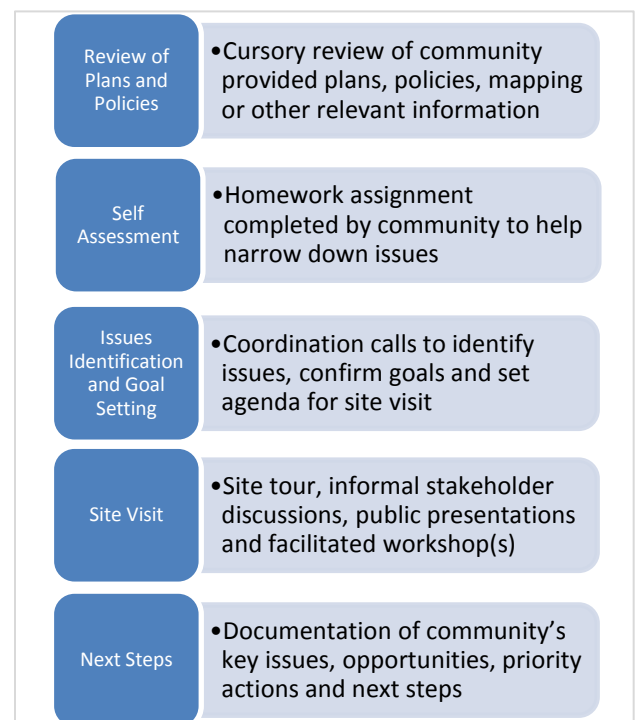 Review of
Plans and
Policies
•Cursory review of community
provided plans, policies, mapping
or other relevant information
Self
Assessment
•Homework assignment
completed by community to help
narrow down issues
Issues
Identification
and Goal
Setting
•Coordination calls to identify
issues, confirm goals and set
agenda for site visit
Site Visit
•Site tour, informal stakeholder
discussions, public presentations
and facilitated workshop(s)
Next Steps
•Documentation of community’s
key issues, opportunities, priority
actions and next steps